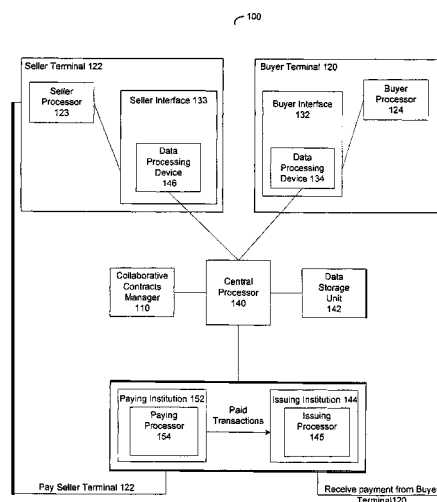 100
Seller Terminal 122
Seller
Processor
123
Seller Interface 133
Data
Processing
Device
146
Buyer Terminal 120
Buyer Interface
132
Data
Processing
Device 134
Buyer
Processor
124
Collaborative
Contracts
Manager
110
Central
Processor
140
Data
Storage
Unit
142
Paying Institution 152
Paying
Processor
154
Paid
Transactions
Issuing Institution 144
Issuing
Processor
145
Pay Seller Terminal 122
Receive payment from Buyer
Terminal120